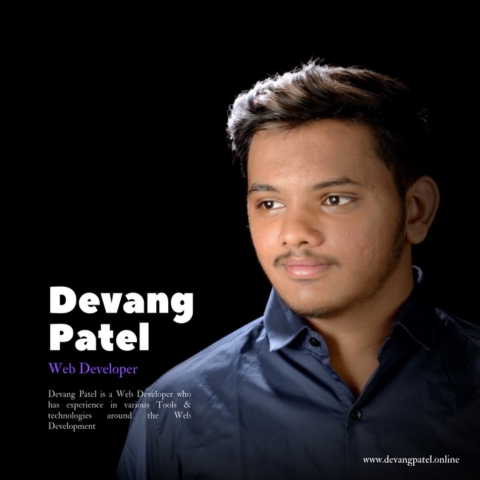 Devang
Patel
Web Developer
Devang Patel is a Web Developer who
has experience in various Tools &
technologies around the Web
Development
www.devangpatel.online